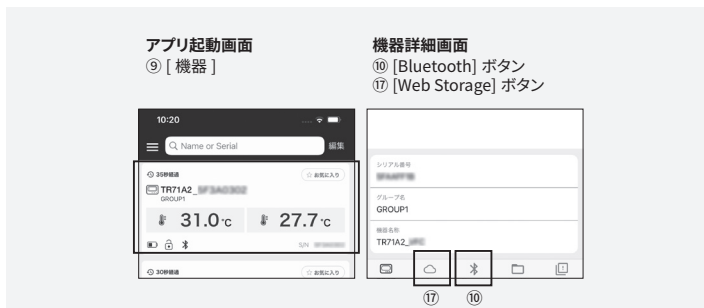 アプリ起動画面
⑨ [ 機器 ]
機器詳細画面
⑩ [Bluetooth] ボタン
⑰ [Web Storage] ボタン
10:20
Name or Serial
編集
35秒経過
☆ お気に入り
TR71A2_
GROUP1
31.0 °C
27.7 °C
S/N
30秒経過
☆ お気に入り
シリアル番号
グループ名
GROUP1
機器名称
TR71A2_
⑰
⑩